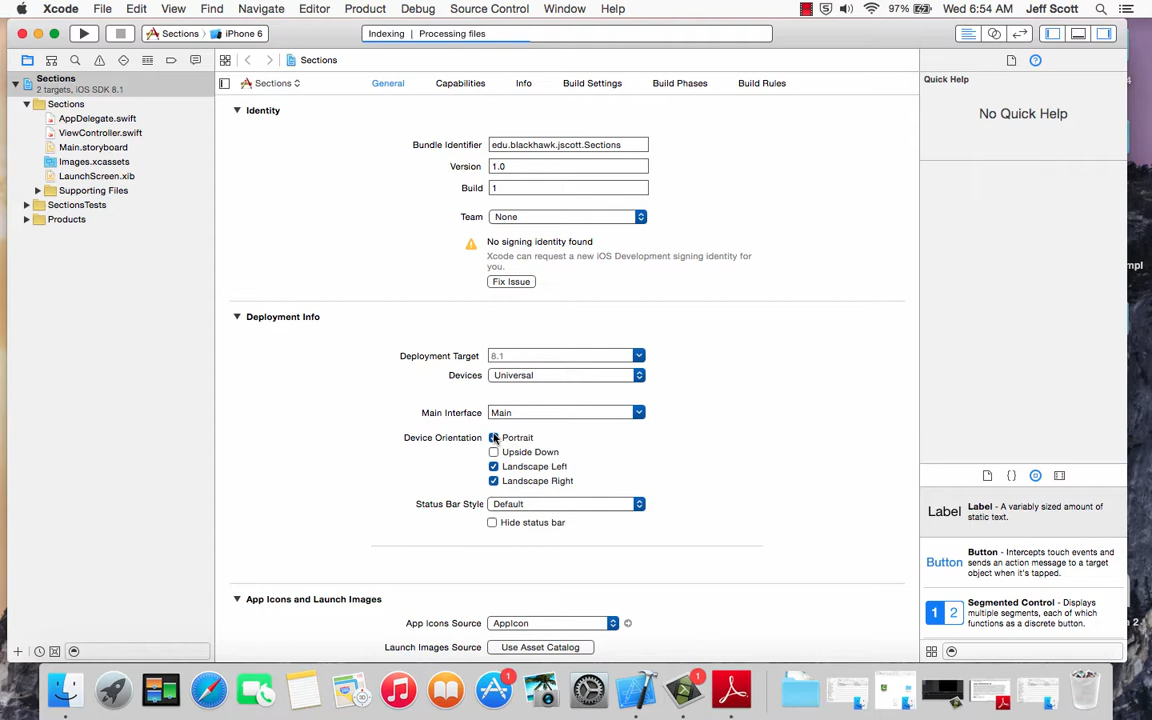 Xcode File Edit View Find Navigate Editor Product Debug Source Control Window Help 97% Wed 6:54 AM Jeff Scott
Sections iPhone 6 Indexing | Processing files
Sections
2 targets, iOS SDK 8.1
Sections
AppDelegate.swift
ViewController.swift
Main.storyboard
Images.xcassets
LaunchScreen.xib
Supporting Files
SectionsTests
Products
Sections
Sections General Capabilities Info Build Settings Build Phases Build Rules
Identity
Bundle Identifier edu.blackhawk.jscott.Sections
Version 1.0
Build 1
Team None
No signing identity found
Xcode can request a new iOS Development signing identity for
you.
Fix Issue
Deployment Info
Deployment Target 8.1
Devices Universal
Main Interface Main
Device Orientation Portrait
Upside Down
Landscape Left
Landscape Right
Status Bar Style Default
Hide status bar
App Icons and Launch Images
App Icons Source AppIcon
Launch Images Source Use Asset Catalog
Quick Help
No Quick Help
Label Label - A variably sized amount of
static text.
Button Button - Intercepts touch events and
sends an action message to a target
object when it's tapped.
1 2 Segmented Control - Displays
multiple segments, each of which
functions as a discrete button.
1
1